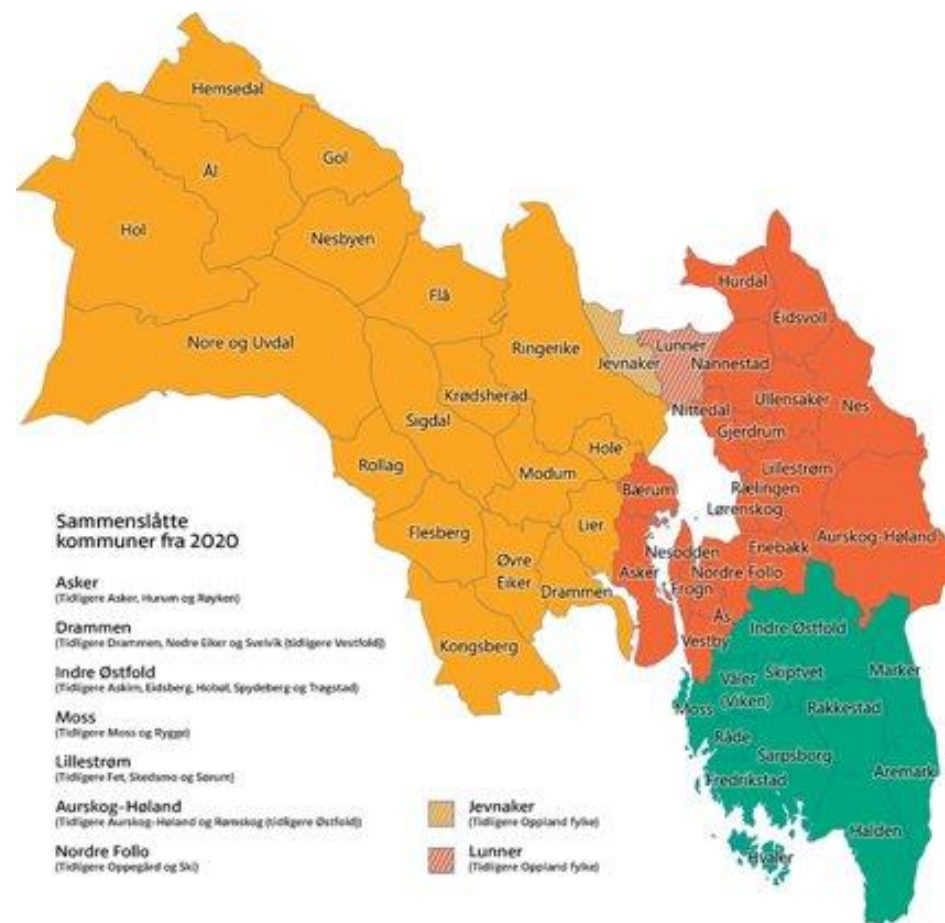 Hemsedal
Gol
Ål
Hol
Nesbyen
Flå
Nore og Uvdal
Ringerike
Krødsherad
Sigdal
Rollag
Modum
Hole
Flesberg
Lier
Øvre
Eiker
Drammen
Kongsberg
Hurdal
Eidsvoll
Lunner
Jevnaker
Nannestad
Ullensaker
Nes
Nittedal
Gjerdrum
Lillestrøm
Bærum
Rælingen
Lørenskog
Aurskog-Høland
Enebakk
Nesodden
Asker
Nordre Follo
Frogn
Ås
Vestby
Indre Østfold
Skiptvet
Marker
Våler
(Viken)
Moss
Rakkestad
Råde
Sarpsborg
Aremark
Fredrikstad
Halden
Hvaler
Sammenslåtte
kommuner fra 2020
Asker
(Tidligere Asker, Hurum og Røyken)
Drammen
(Tidligere Drammen, Nedre Eiker og Svelvik (tidligere Vestfold))
Indre Østfold
(Tidligere Askim, Eidsberg, Hobøl, Spydeberg og Trøgstad)
Moss
(Tidligere Moss og Rygge)
Lillestrøm
(Tidligere Fet, Skedsmo og Sørum)
Aurskog-Høland
(Tidligere Aurskog-Høland og Rømskog (tidligere Østfold))
Nordre Follo
(Tidligere Oppegård og Ski)
Jevnaker
(Tidligere Oppland fylke)
Lunner
(Tidligere Oppland fylke)